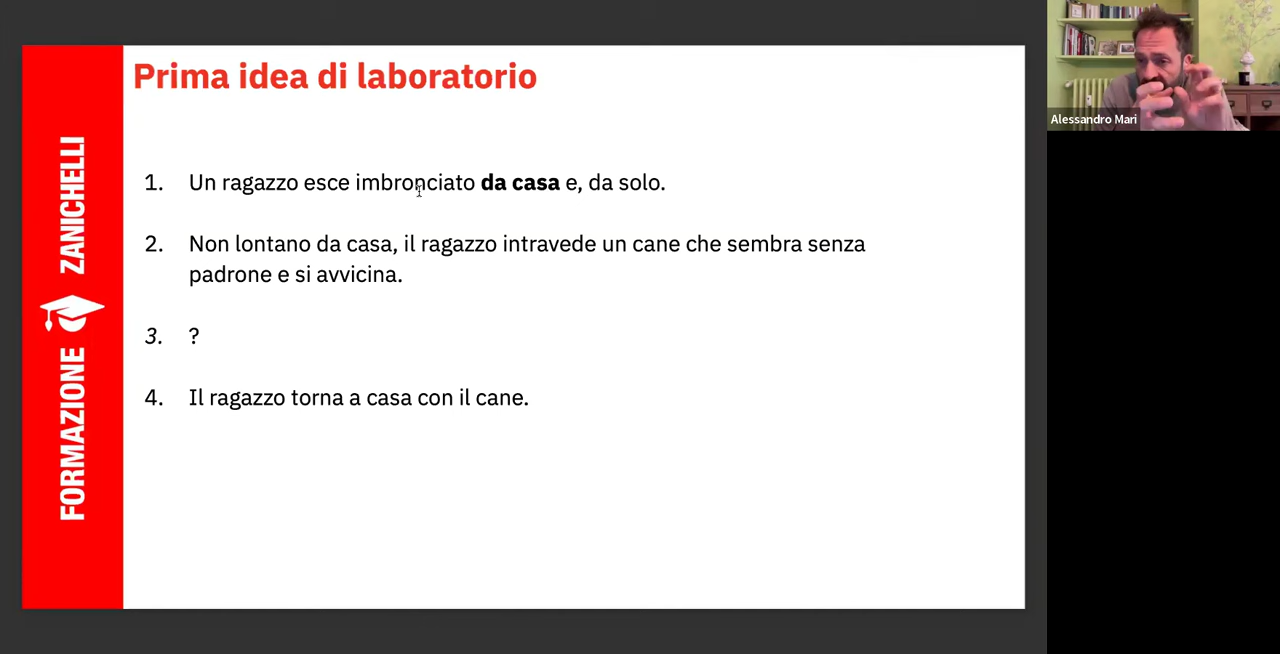 Prima idea di laboratorio
1. Un ragazzo esce imbronciato da casa e, da solo.
2. Non lontano da casa, il ragazzo intravede un cane che sembra senza
padrone e si avvicina.
3. ?
4. Il ragazzo torna a casa con il cane.
FORMAZIONE ZANICHELLI
Alessandro Mari